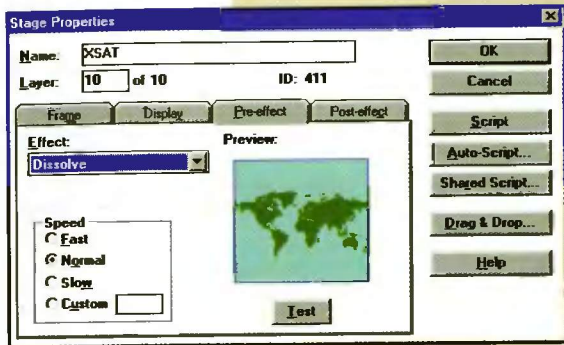 Stage Properties
Name: XSAT
Layer: 10 of 10 ID: 411
Frame Display Pre-effect Post-effect
Effect:
Dissolve
Preview:
Speed
Fast
Normal
Slow
Custom
Test
OK
Cancel
Script
Auto-Script...
Shared Script...
Drag & Drop...
Help